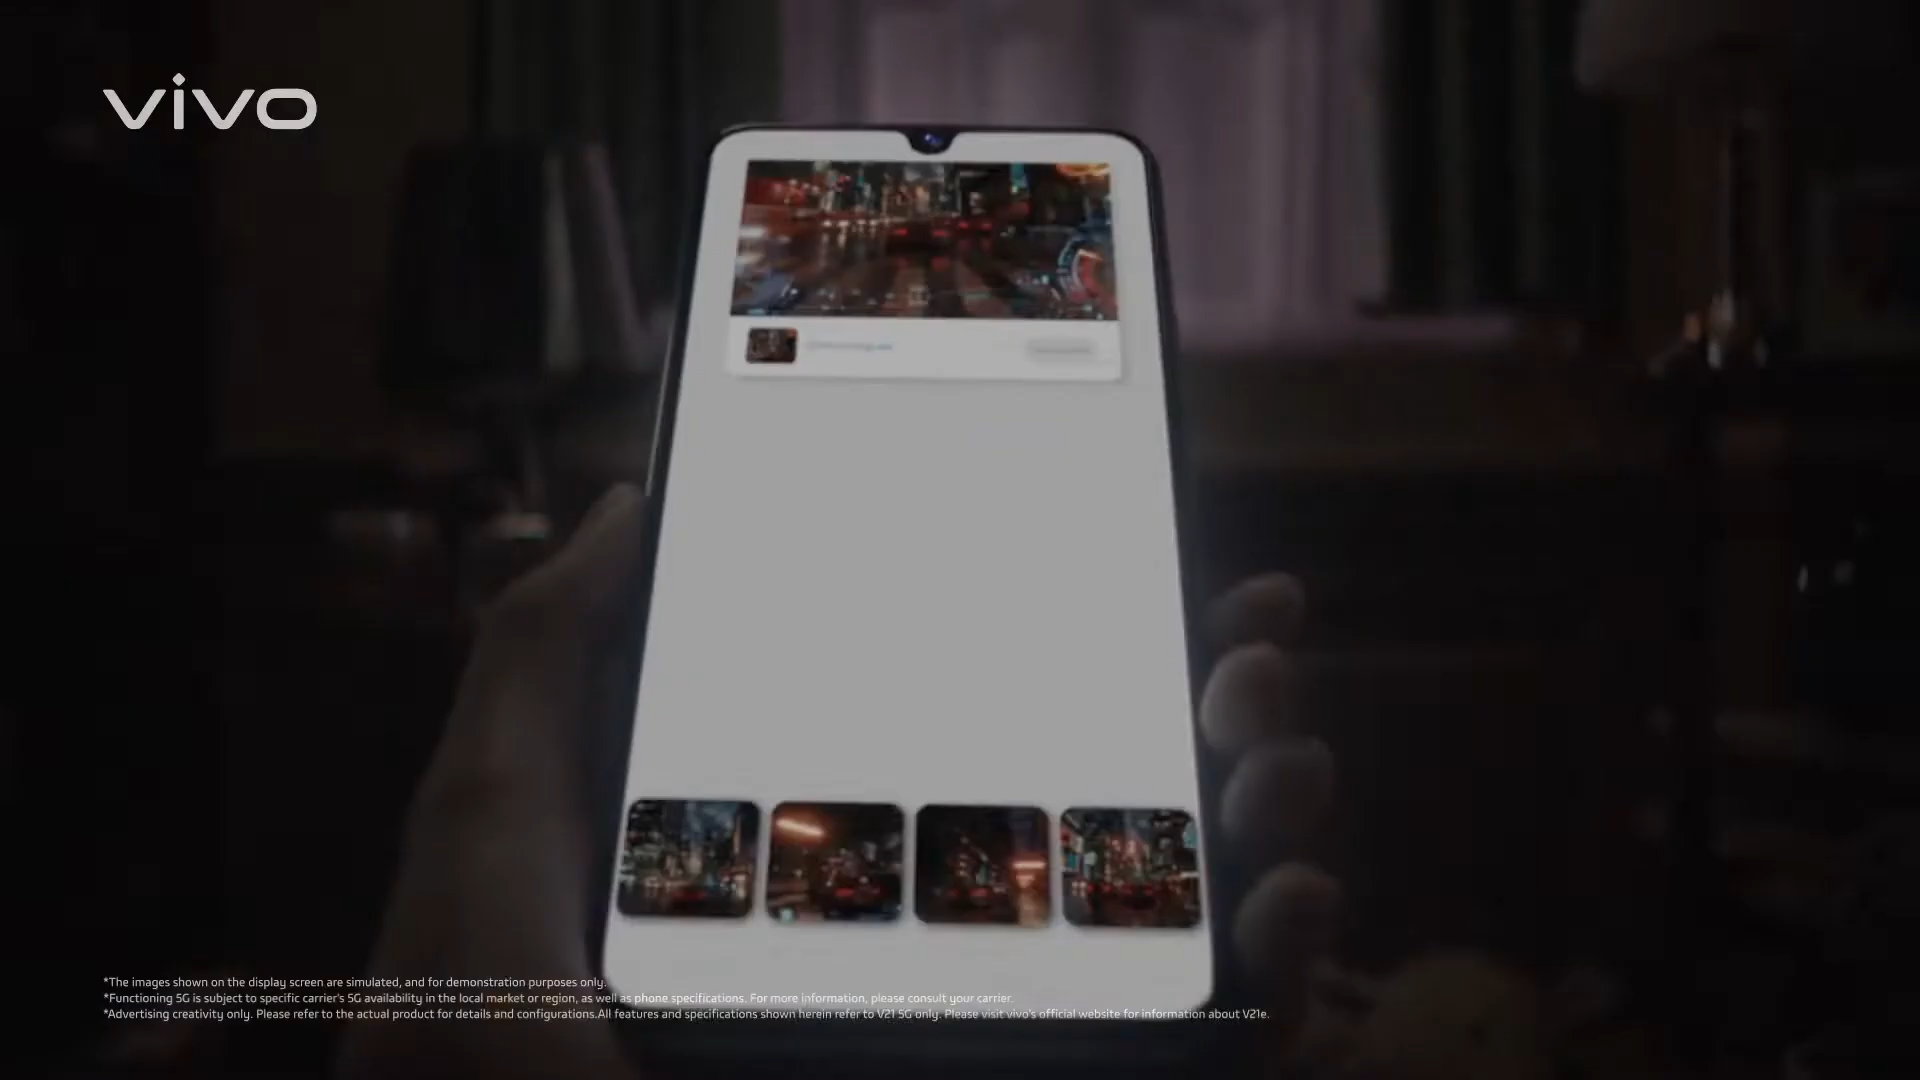 vivo
*The images shown on the display screen are simulated, and for demonstration purposes only.
*Functioning 5G is subject to specific carrier's 5G availability in the local market or region, as well as phone specifications. For more information, please consult your carrier.
*Advertising creativity only. Please refer to the actual product for details and configurations.All features and specifications shown herein refer to V21 5G only. Please visit vivo's official website for information about V21e.